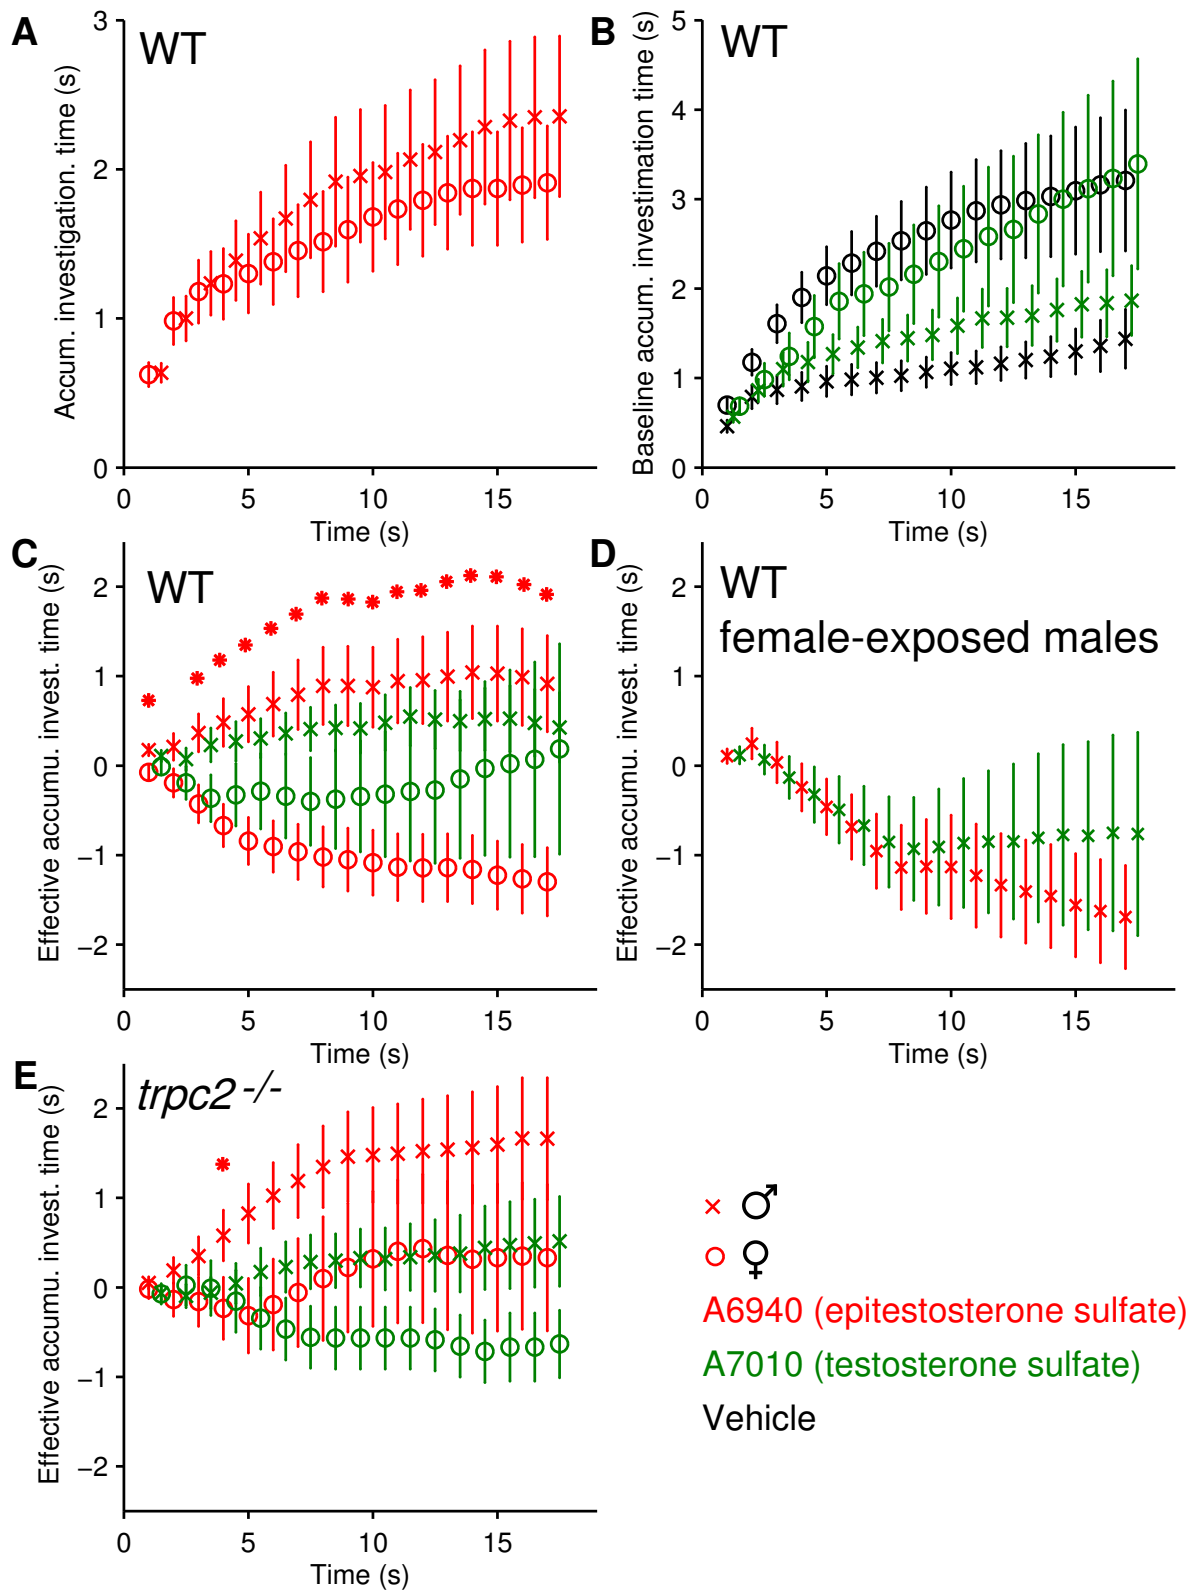 A
WT
Accum. investigation. time (s)
3
2
1
0
0 5 10 15
Time (s)
B
WT
Baseline accum. investimation time (s)
5
4
3
2
1
0
0 5 10 15
Time (s)
C
WT
Effective accumu. invest. time (s)
2
1
0
−1
−2
0 5 10 15
Time (s)
D
WT
female-exposed males
Effective accumu. invest. time (s)
2
1
0
−1
−2
0 5 10 15
Time (s)
E
trpc2 -/-
Effective accumu. invest. time (s)
2
1
0
−1
−2
0 5 10 15
Time (s)
× ♂
○ ♀
A6940 (epitestosterone sulfate)
A7010 (testosterone sulfate)
Vehicle